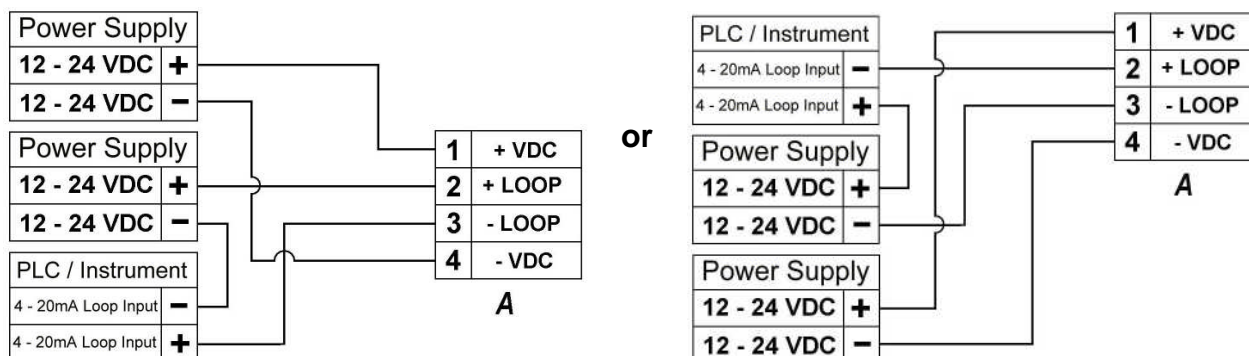 Power Supply
12 - 24 VDC +
12 - 24 VDC −
Power Supply
12 - 24 VDC +
12 - 24 VDC −
PLC / Instrument
4 - 20mA Loop Input −
4 - 20mA Loop Input +
1 + VDC
2 + LOOP
3 - LOOP
4 - VDC
A
or
PLC / Instrument
4 - 20mA Loop Input −
4 - 20mA Loop Input +
Power Supply
12 - 24 VDC +
12 - 24 VDC −
Power Supply
12 - 24 VDC +
12 - 24 VDC −
1 + VDC
2 + LOOP
3 - LOOP
4 - VDC
A